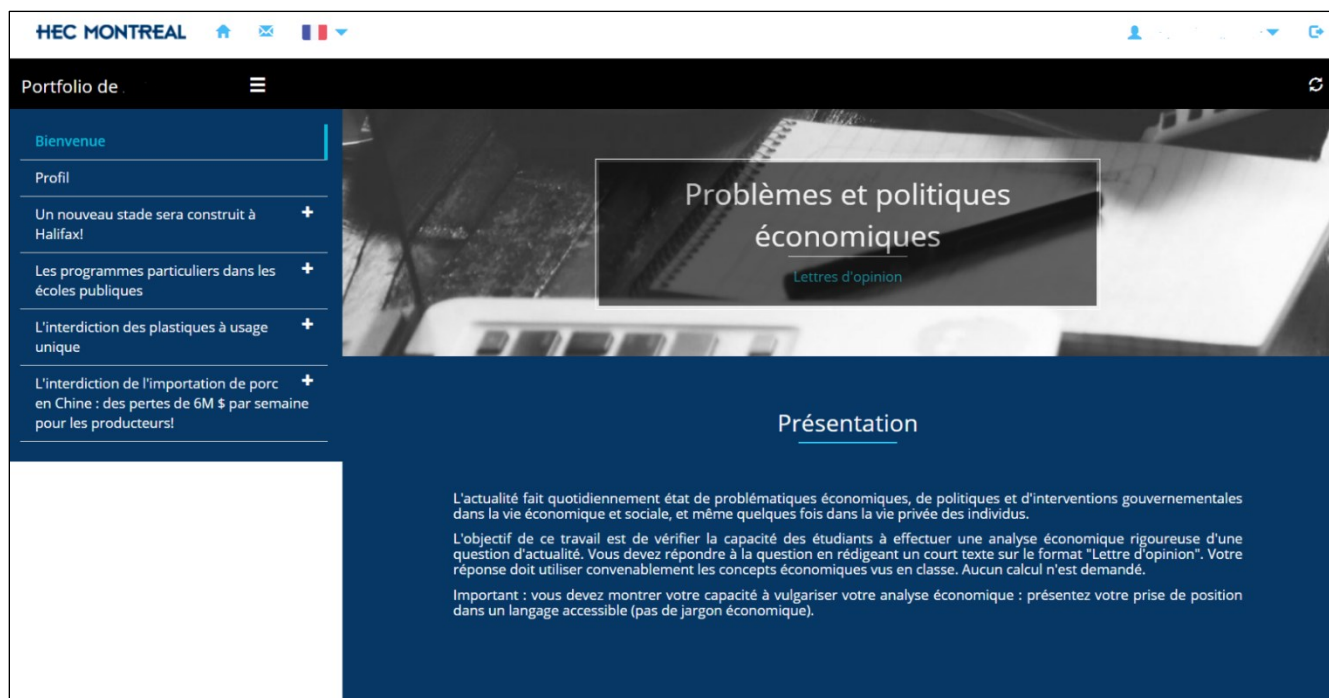 HEC MONTREAL
Portfolio de
Bienvenue
Profil
Un nouveau stade sera construit à
Halifax!
Les programmes particuliers dans les
écoles publiques
L'interdiction des plastiques à usage
unique
L'interdiction de l'importation de porc
en Chine : des pertes de 6M $ par semaine
pour les producteurs!
Problèmes et politiques
économiques
Lettres d'opinion
Présentation
L'actualité fait quotidiennement état de problématiques économiques, de politiques et d'interventions gouvernementales
dans la vie économique et sociale, et même quelques fois dans la vie privée des individus.
L'objectif de ce travail est de vérifier la capacité des étudiants à effectuer une analyse économique rigoureuse d'une
question d'actualité. Vous devez répondre à la question en rédigeant un court texte sur le format "Lettre d'opinion". Votre
réponse doit utiliser convenablement les concepts économiques vus en classe. Aucun calcul n'est demandé.
Important : vous devez montrer votre capacité à vulgariser votre analyse économique : présentez votre prise de position
dans un langage accessible (pas de jargon économique).